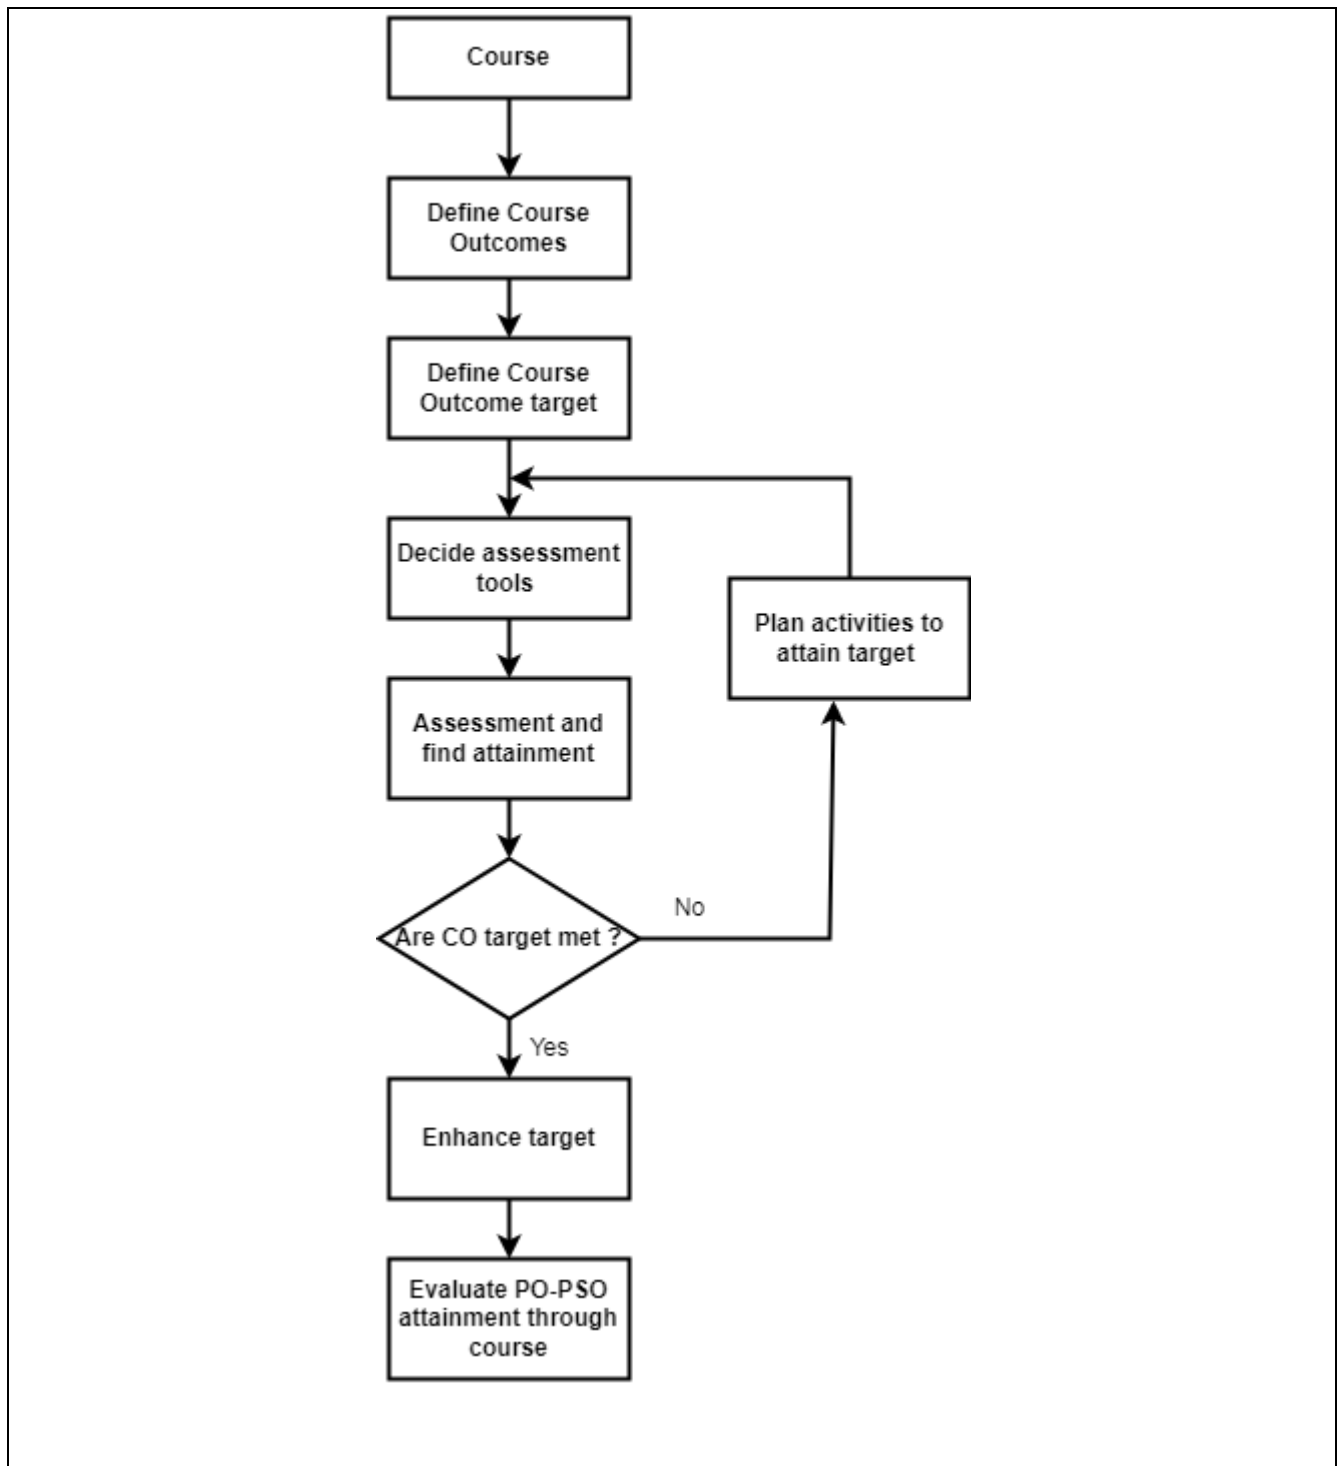 Course
Define Course
Outcomes
Define Course
Outcome target
Decide assessment
tools
Plan activities to
attain target
Assessment and
find attainment
No
Are CO target met ?
Yes
Enhance target
Evaluate PO-PSO
attainment through
course